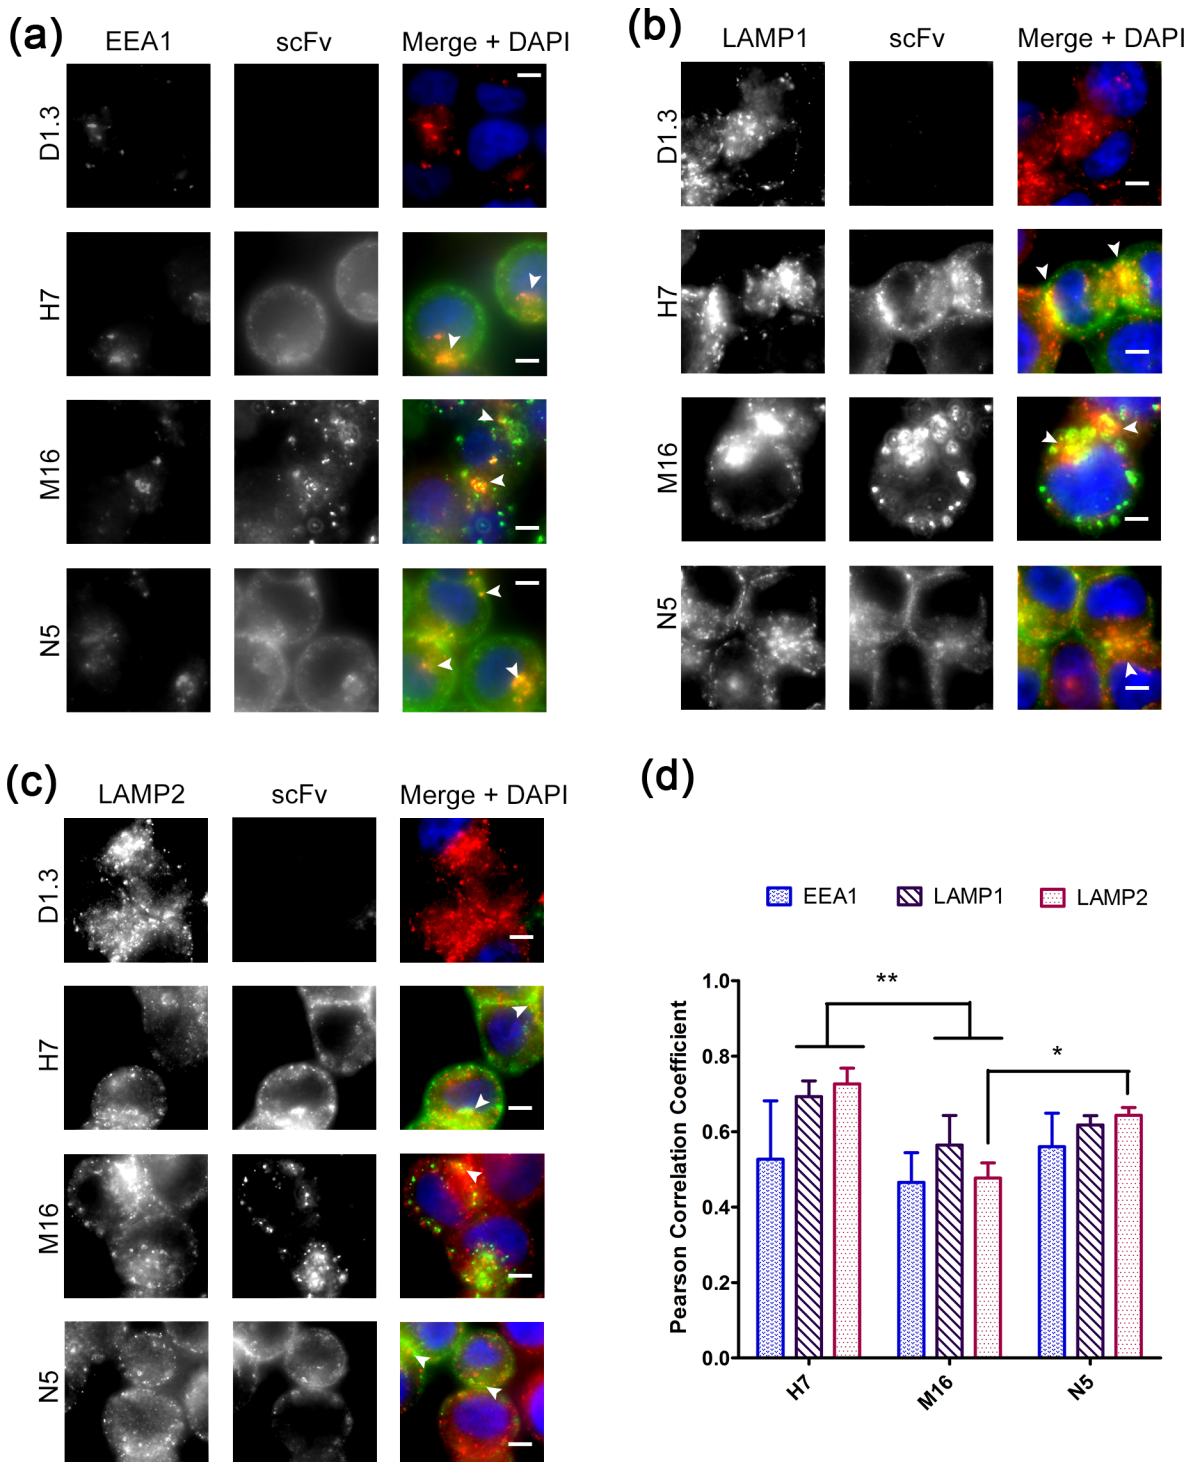 (a)
EEA1 scFv Merge + DAPI
D1.3
H7
M16
N5
(b)
LAMP1 scFv Merge + DAPI
D1.3
H7
M16
N5
(c)
LAMP2 scFv Merge + DAPI
D1.3
H7
M16
N5
(d)
EEA1 LAMP1 LAMP2
Pearson Correlation Coefficient
1.0
0.8
0.6
0.4
0.2
0.0
**
*
H7 M16 N5